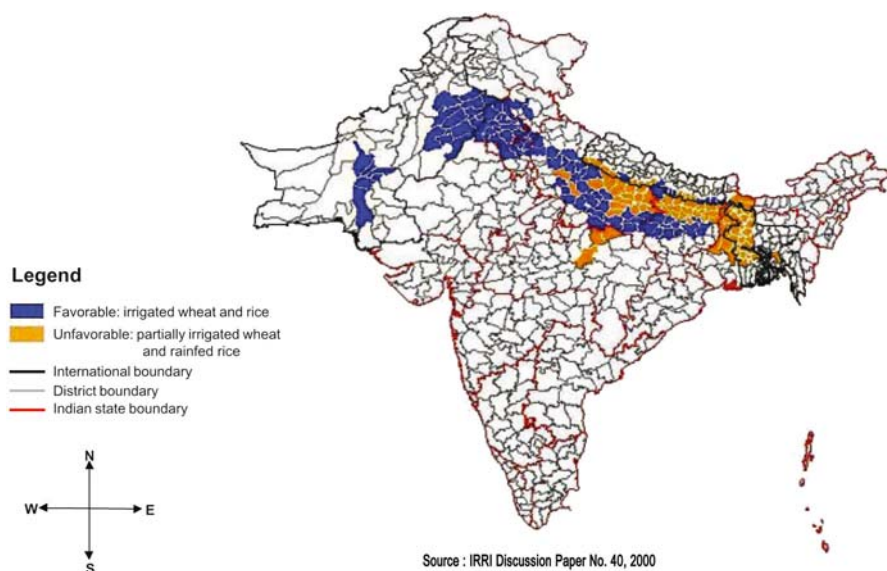 Legend
Favorable: irrigated wheat and rice
Unfavorable: partially irrigated wheat
and rainfed rice
International boundary
District boundary
Indian state boundary
N
W E
S
Source : IRRI Discussion Paper No. 40, 2000